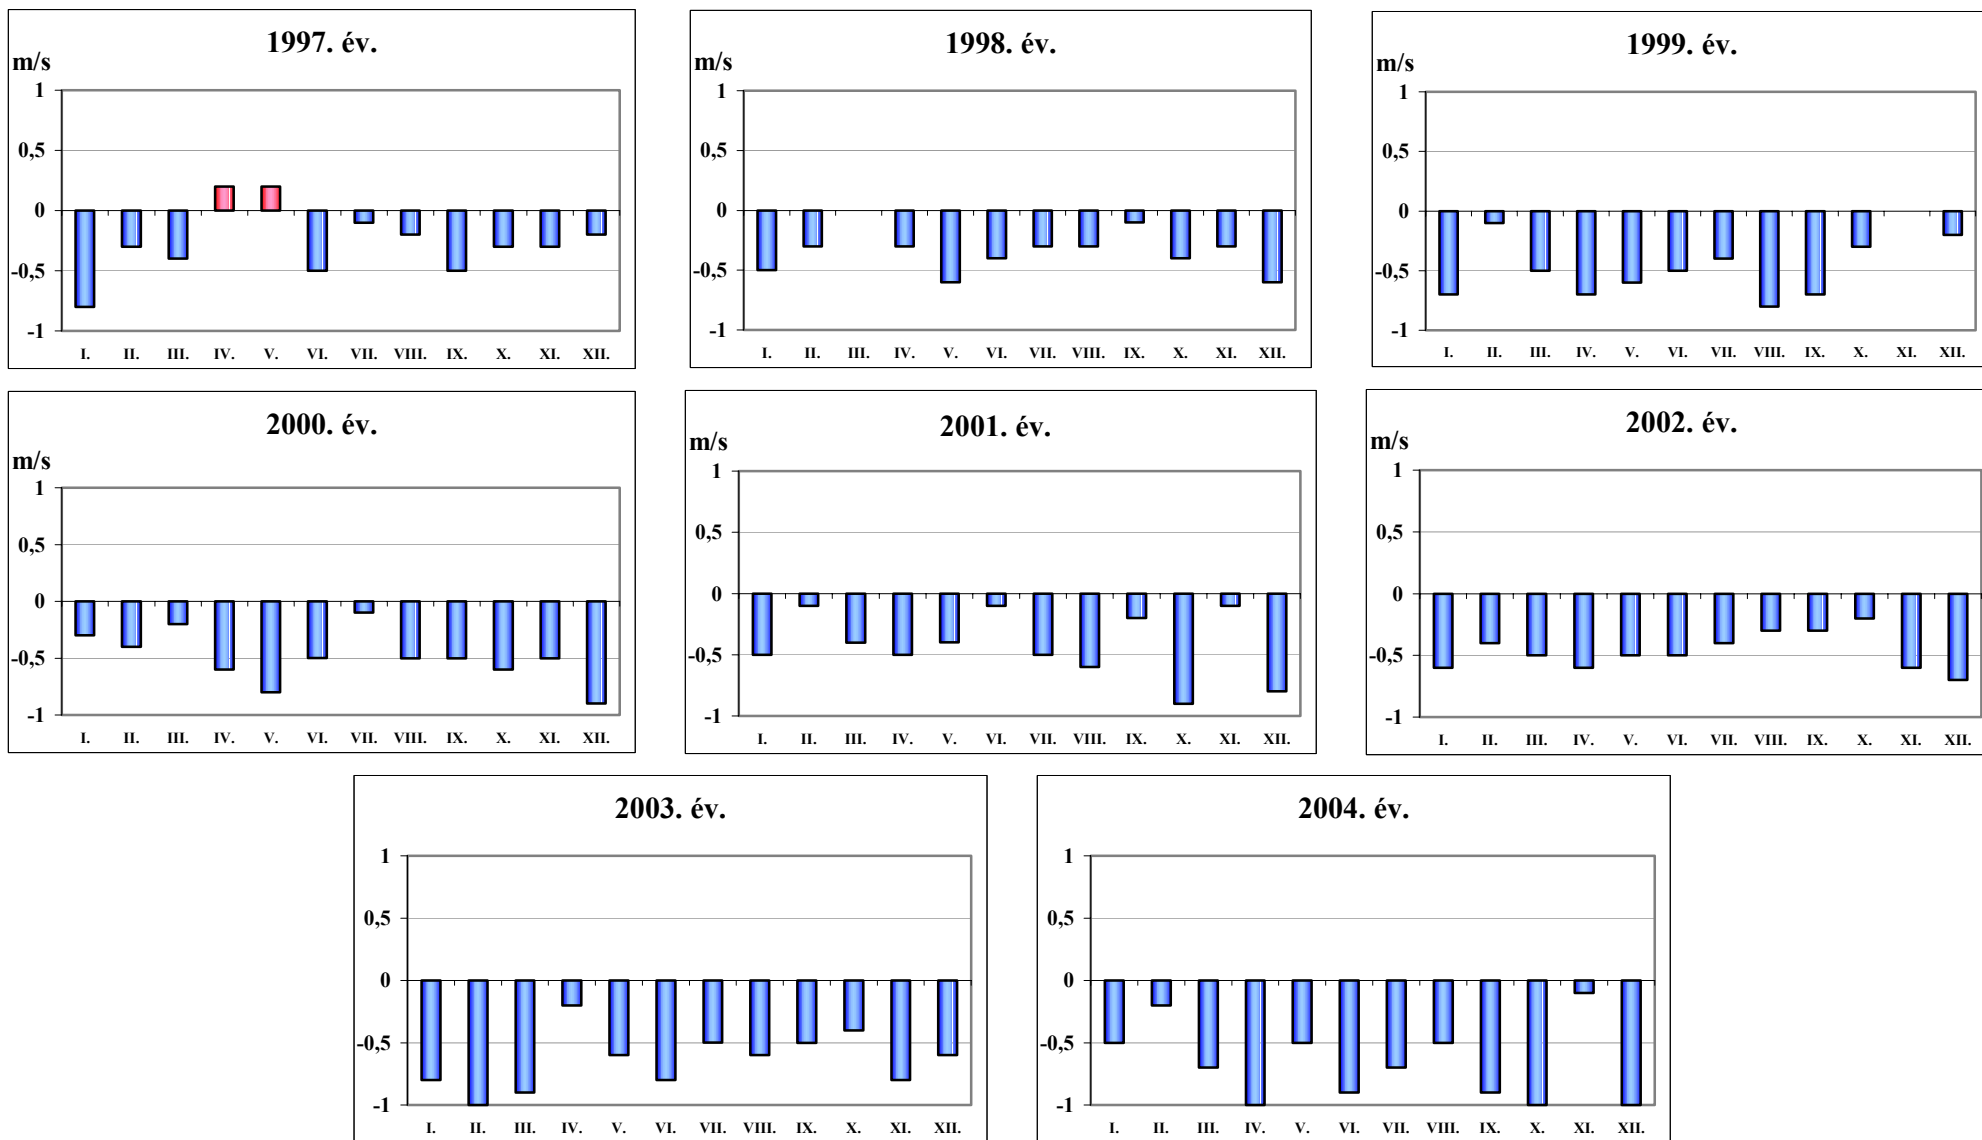 1997. év.
m/s
1
0,5
0
-0,5
-1
I. II. III. IV. V. VI. VII. VIII. IX. X. XI. XII.
1998. év.
m/s
1
0,5
0
-0,5
-1
I. II. III. IV. V. VI. VII. VIII. IX. X. XI. XII.
1999. év.
m/s
1
0,5
0
-0,5
-1
I. II. III. IV. V. VI. VII. VIII. IX. X. XI. XII.
2000. év.
m/s
1
0,5
0
-0,5
-1
I. II. III. IV. V. VI. VII. VIII. IX. X. XI. XII.
2001. év.
m/s
1
0,5
0
-0,5
-1
I. II. III. IV. V. VI. VII. VIII. IX. X. XI. XII.
2002. év.
m/s
1
0,5
0
-0,5
-1
I. II. III. IV. V. VI. VII. VIII. IX. X. XI. XII.
2003. év.
1
0,5
0
-0,5
-1
I. II. III. IV. V. VI. VII. VIII. IX. X. XI. XII.
2004. év.
1
0,5
0
-0,5
-1
I. II. III. IV. V. VI. VII. VIII. IX. X. XI. XII.